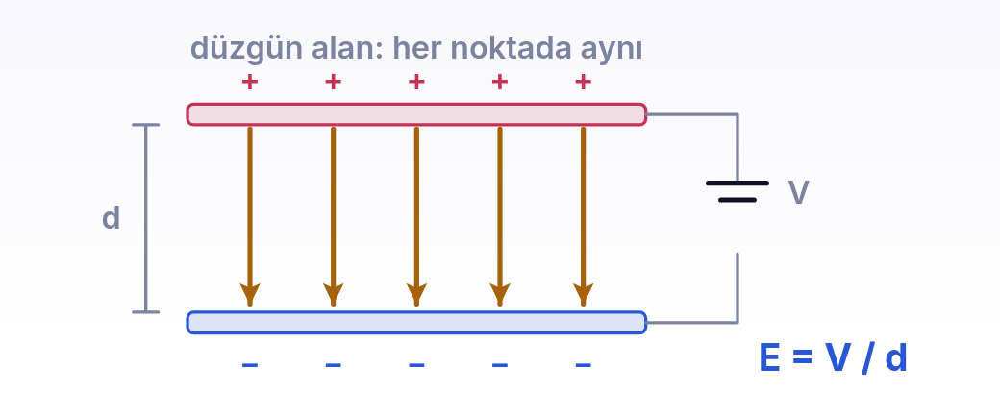 düzgün alan: her noktada aynı
+ + + + +
d
V
– – – – –
E = V / d